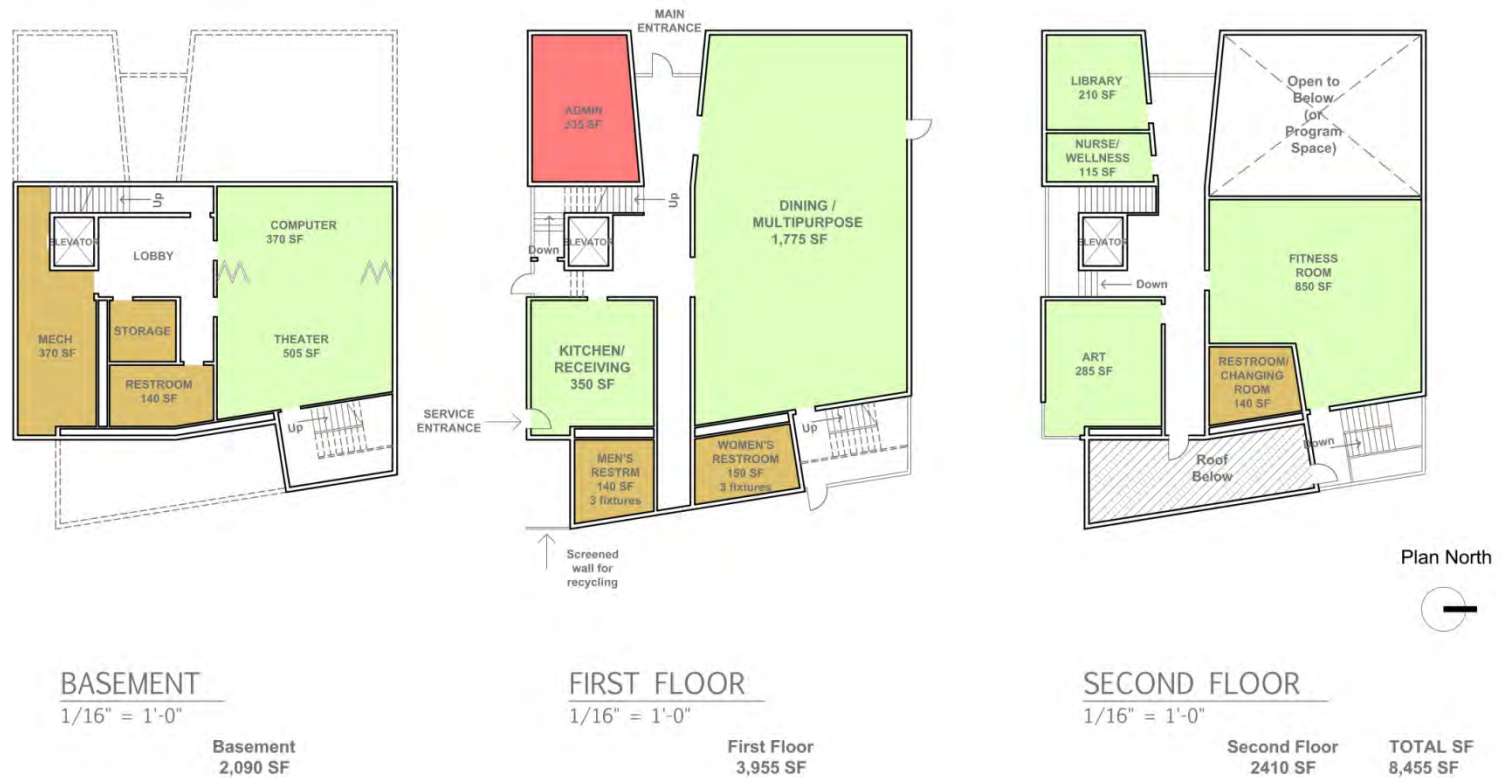 COMPUTER
370 SF
Up
ELEVATOR
LOBBY
MECH
370 SF
STORAGE
THEATER
505 SF
RESTROOM
140 SF
Up
BASEMENT
1/16" = 1'-0"
Basement
2,090 SF
MAIN
ENTRANCE
ADMIN
335 SF
Up
DINING /
MULTIPURPOSE
1,775 SF
ELEVATOR
Down
KITCHEN/
RECEIVING
350 SF
SERVICE
ENTRANCE
MEN'S
RESTRM
140 SF
3 fixtures
WOMEN'S
RESTROOM
150 SF
3 fixtures
Up
Screened
wall for
recycling
FIRST FLOOR
1/16" = 1'-0"
First Floor
3,955 SF
LIBRARY
210 SF
Open to
Below
(or
Program
Space)
NURSE/
WELLNESS
115 SF
ELEVATOR
Down
FITNESS
ROOM
850 SF
ART
285 SF
RESTROOM/
CHANGING
ROOM
140 SF
Down
Roof
Below
Plan North
SECOND FLOOR
1/16" = 1'-0"
Second Floor
2410 SF
TOTAL SF
8,455 SF